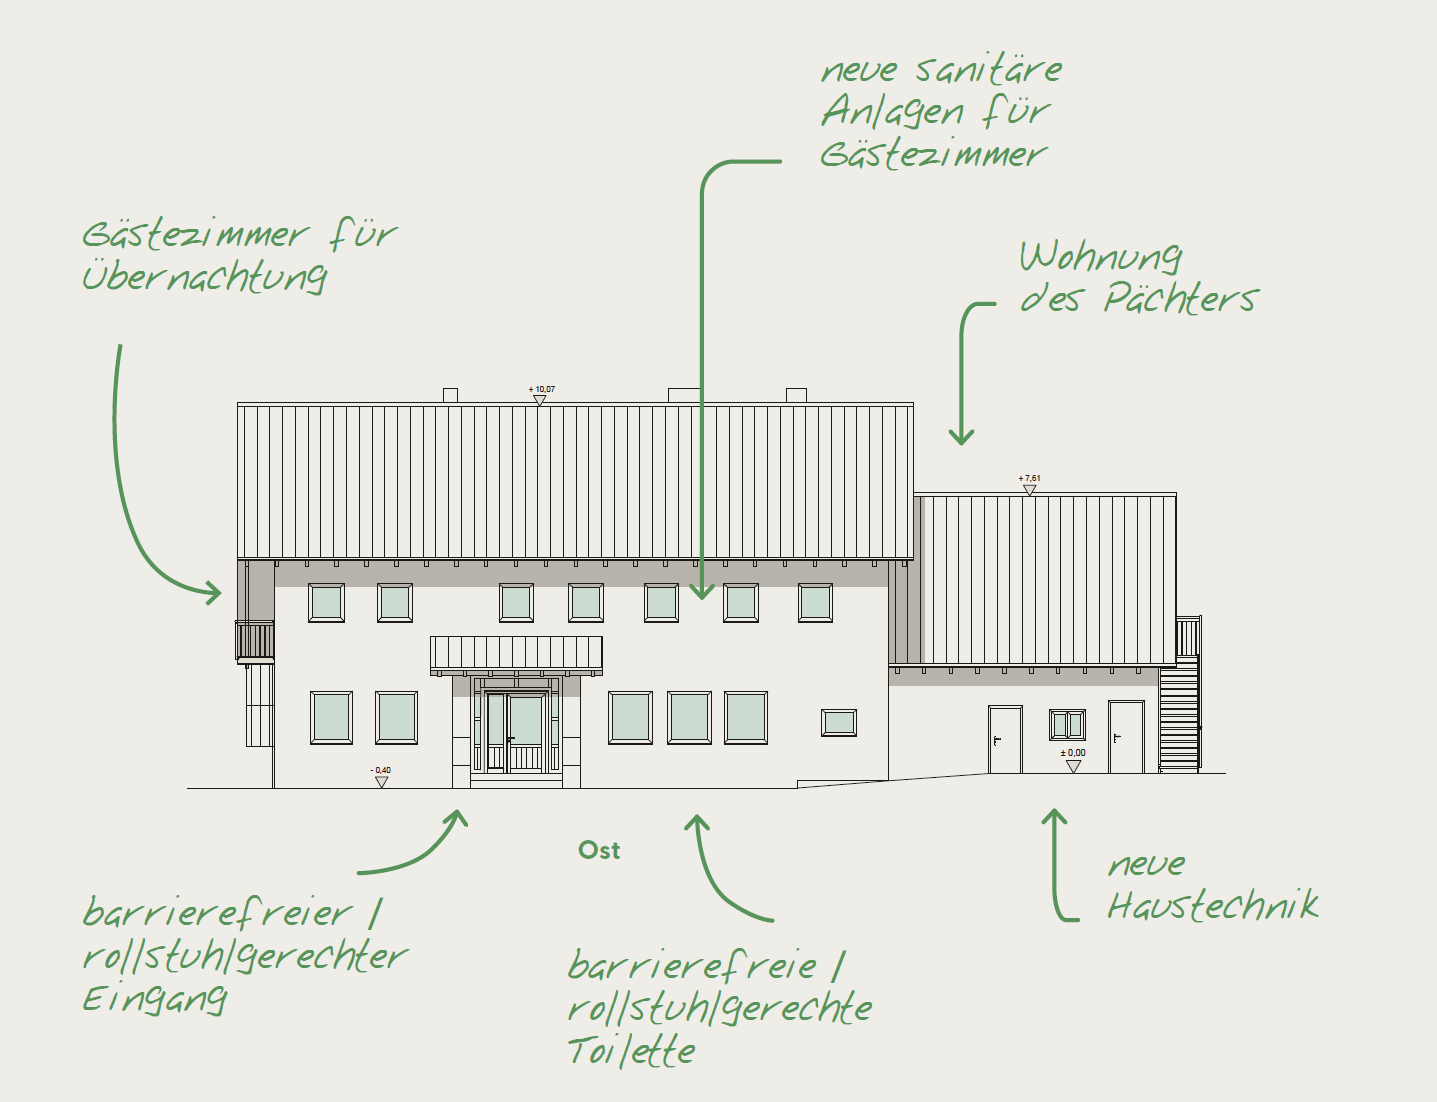 neue sanitäre
Anlagen für
Gästezimmer
Gästezimmer für
Übernachtung
Wohnung
des Pächters
+ 10,07
+ 7,61
± 0,00
- 0,40
Ost
barrierefreier /
rollstuhlgerechter
Eingang
barrierefreie /
rollstuhlgerechte
Toilette
neue
Haustechnik